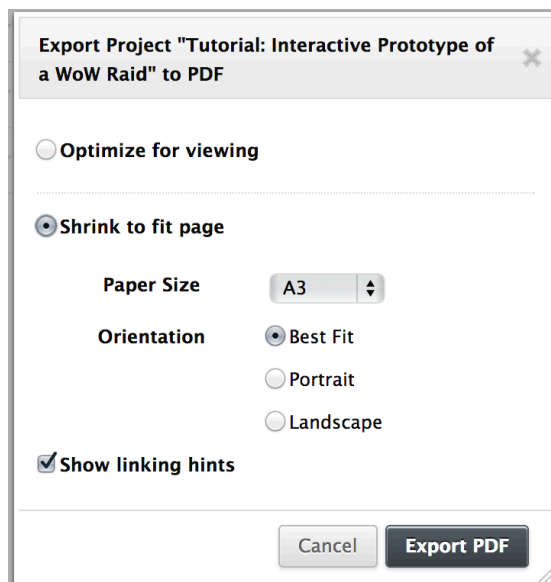 Export Project "Tutorial: Interactive Prototype of
a WoW Raid" to PDF
Optimize for viewing
Shrink to fit page
Paper Size
A3
Orientation
Best Fit
Portrait
Landscape
Show linking hints
Cancel
Export PDF